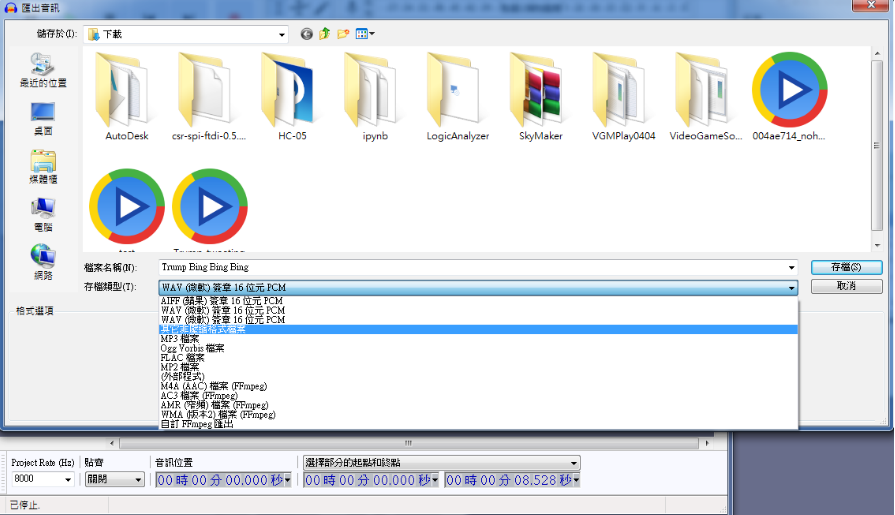 匯出音訊
儲存於(I):
下載
最近的位置
桌面
媒體櫃
電腦
網路
AutoDesk
csr-spi-ftdi-0.5....
HC-05
ipynb
LogicAnalyzer
SkyMaker
VGMPlay0404
VideoGameSo...
004ae714_noh...
檔案名稱(N):
Trump Bing Bing Bing
存檔(S)
存檔類型(T):
WAV (微軟) 簽章 16 位元 PCM
取消
格式選項
AIFF (蘋果) 簽章 16 位元 PCM
WAV (微軟) 簽章 16 位元 PCM
WAV (微軟) 簽章 16 位元 PCM
其它未壓縮格式檔案
MP3 檔案
Ogg Vorbis 檔案
FLAC 檔案
MP2 檔案
(外部程式)
M4A (AAC) 檔案 (FFmpeg)
AC3 檔案 (FFmpeg)
AMR (窄頻) 檔案 (FFmpeg)
WMA (版本2) 檔案 (FFmpeg)
自訂 FFmpeg 匯出
Project Rate (Hz)
貼齊
音訊位置
選擇部分的起點和終點
8000
關閉
00 時 00 分 00.000 秒
00 時 00 分 00.000 秒
00 時 00 分 08.528 秒
已停止.